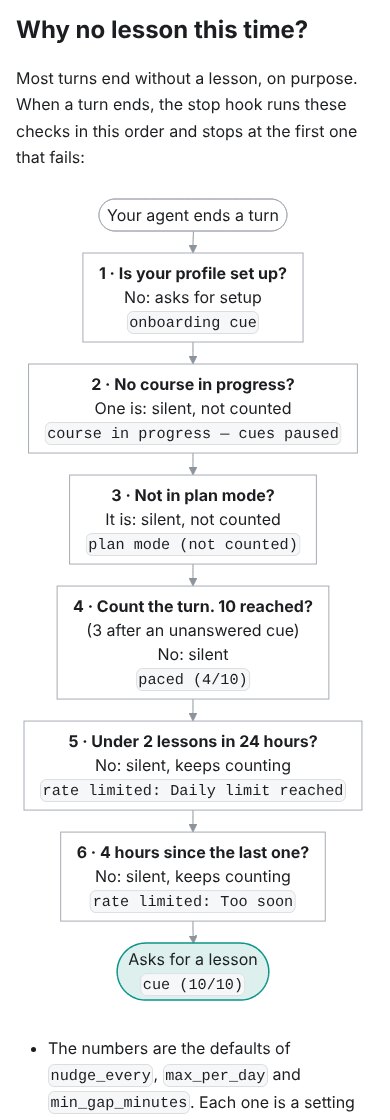 Why no lesson this time?
Most turns end without a lesson, on purpose.
When a turn ends, the stop hook runs these
checks in this order and stops at the first one
that fails:
Your agent ends a turn
1 · Is your profile set up?
No: asks for setup
onboarding cue
2 · No course in progress?
One is: silent, not counted
course in progress — cues paused
3 · Not in plan mode?
It is: silent, not counted
plan mode (not counted)
4 · Count the turn. 10 reached?
(3 after an unanswered cue)
No: silent
paced (4/10)
5 · Under 2 lessons in 24 hours?
No: silent, keeps counting
rate limited: Daily limit reached
6 · 4 hours since the last one?
No: silent, keeps counting
rate limited: Too soon
Asks for a lesson
cue (10/10)
• The numbers are the defaults of
nudge_every, max_per_day and
min_gap_minutes. Each one is a setting